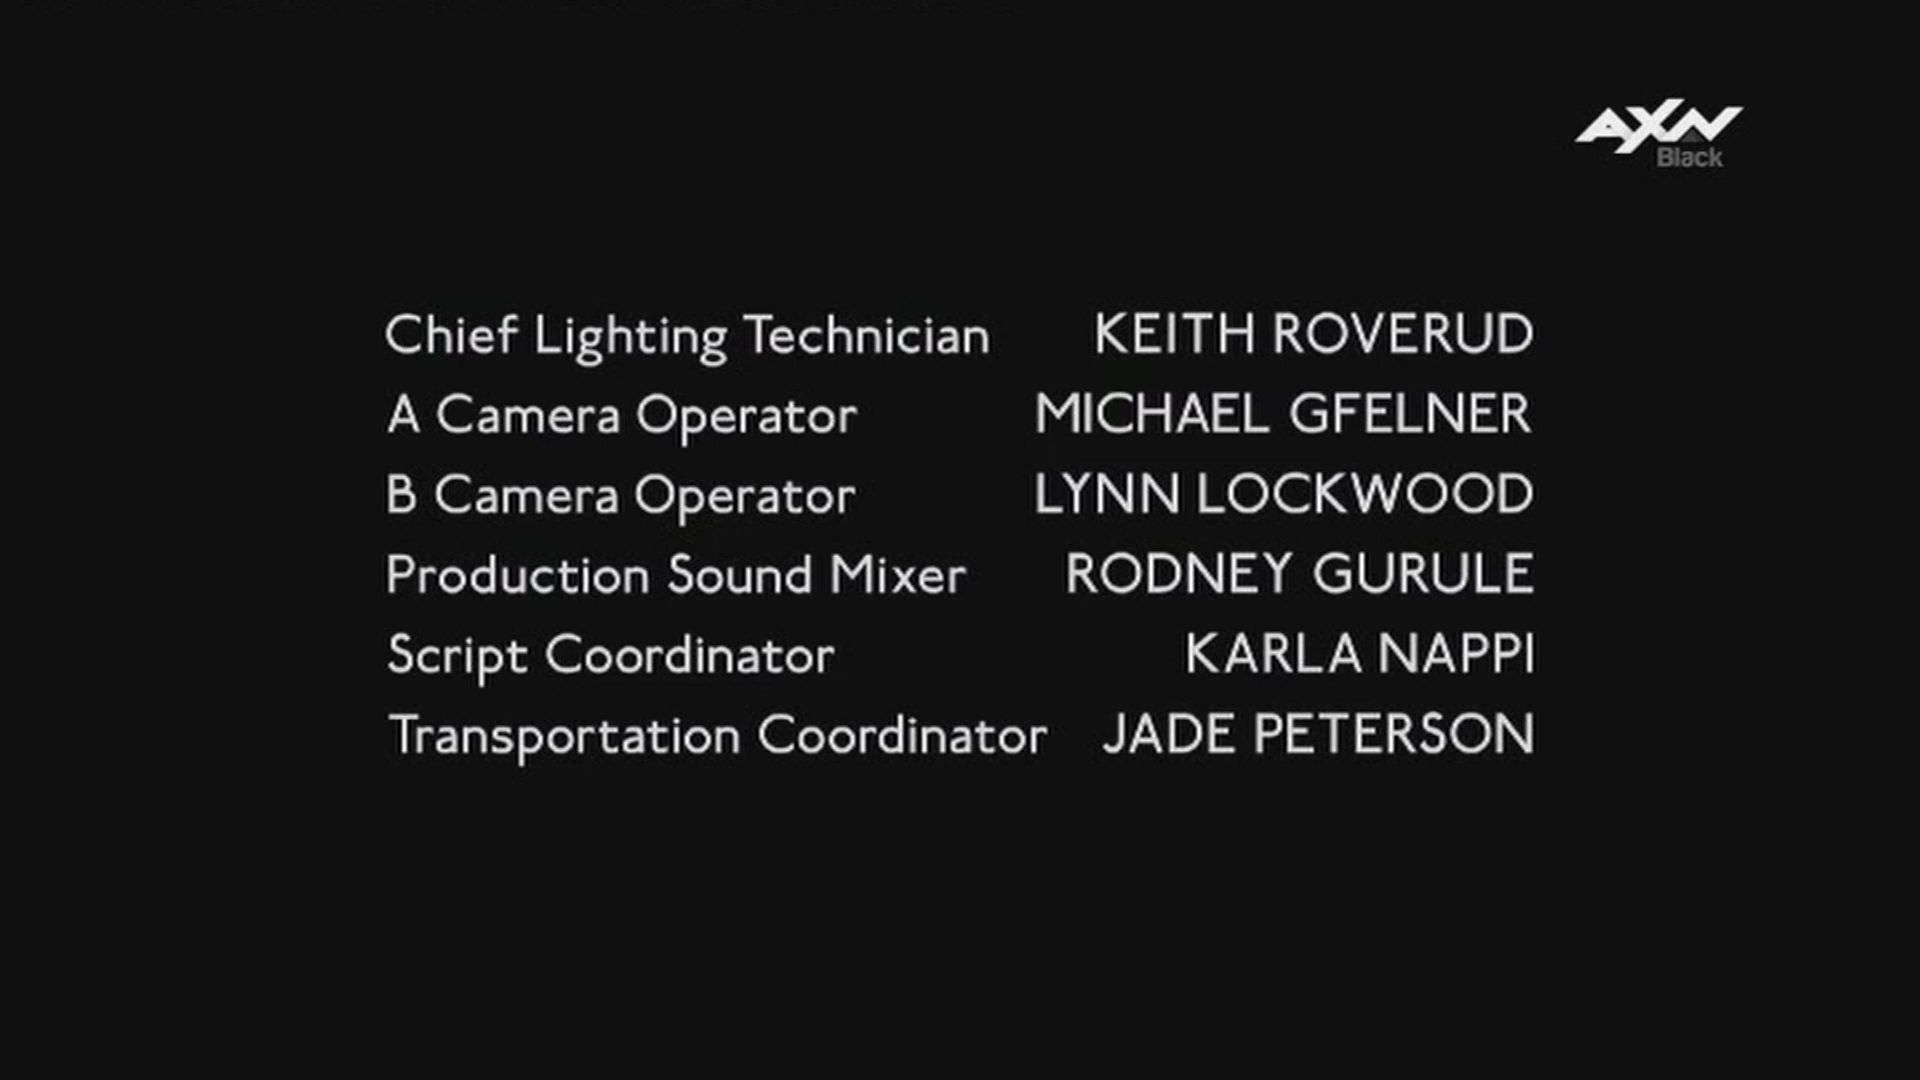 AXN
Black
Chief Lighting Technician KEITH ROVERUD
A Camera Operator MICHAEL GFELNER
B Camera Operator LYNN LOCKWOOD
Production Sound Mixer RODNEY GURULE
Script Coordinator KARLA NAPPI
Transportation Coordinator JADE PETERSON